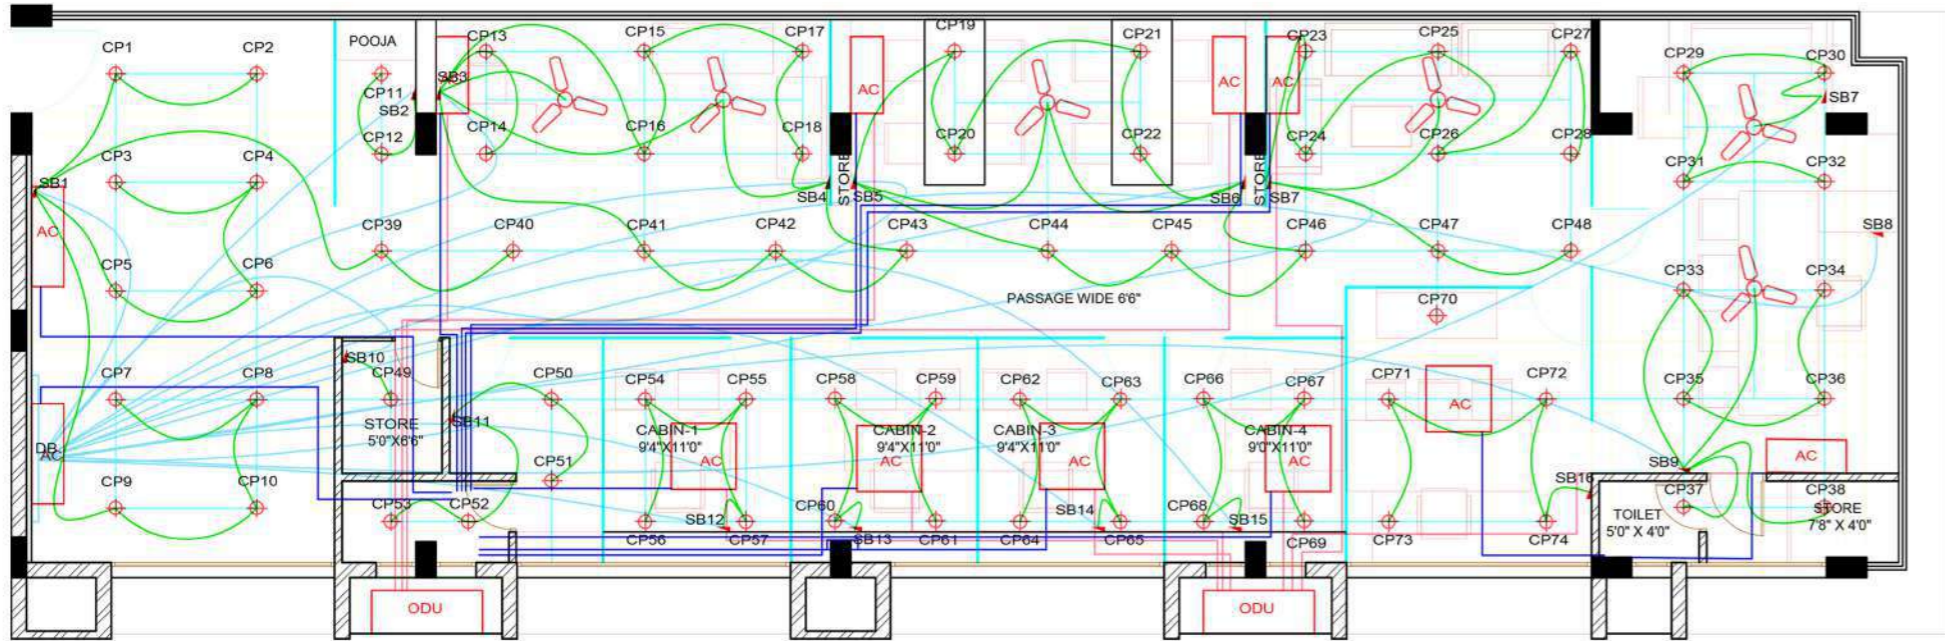 CP1
CP2
POOJA
CP13
CP15
CP17
CP19
CP21
CP23
CP25
CP27
CP29
CP30
SB3
CP11
SB2
AC
AC
AC
SB7
CP12
CP14
CP16
CP18
CP20
CP22
CP24
CP26
CP28
CP3
CP4
CP31
CP32
SB1
SB4
STORE
SB5
SB6
STORE
SB7
AC
CP39
CP40
CP41
CP42
CP43
CP44
CP45
CP46
CP47
CP48
SB8
CP5
CP6
CP33
CP34
PASSAGE WIDE 6'6"
CP70
SB10
CP7
CP8
CP49
CP50
CP54
CP55
CP58
CP59
CP62
CP63
CP66
CP67
CP71
CP72
CP35
CP36
AC
STORE
5'0"X6'6"
SB11
CABIN-1
9'4"X11'0"
CABIN-2
9'4"X11'0"
CABIN-3
9'4"X11'0"
CABIN-4
9'0"X11'0"
DB
AC
AC
AC
AC
AC
AC
CP51
SB9
SB16
CP9
CP10
CP53
CP52
CP60
CP68
CP37
CP38
SB12
SB13
SB14
SB15
TOILET
5'0" X 4'0"
STORE
7'8" X 4'0"
CP56
CP57
CP61
CP64
CP65
CP69
CP73
CP74
ODU
ODU